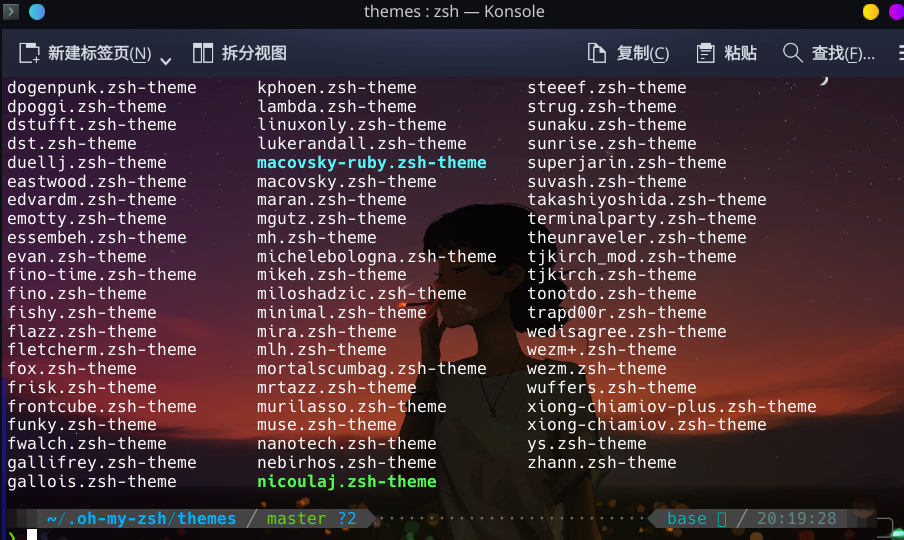 themes : zsh — Konsole
新建标签页(N) 拆分视图 复制(C) 粘贴 查找(F)...
dogenpunk.zsh-theme kphoen.zsh-theme steeef.zsh-theme
dpoggi.zsh-theme lambda.zsh-theme strug.zsh-theme
dstufft.zsh-theme linuxonly.zsh-theme sunaku.zsh-theme
dst.zsh-theme lukerandall.zsh-theme sunrise.zsh-theme
duellj.zsh-theme macovsky-ruby.zsh-theme superjarin.zsh-theme
eastwood.zsh-theme macovsky.zsh-theme suvash.zsh-theme
edvardm.zsh-theme maran.zsh-theme takashiyoshida.zsh-theme
emotty.zsh-theme mgutz.zsh-theme terminalparty.zsh-theme
essembeh.zsh-theme mh.zsh-theme theunraveler.zsh-theme
evan.zsh-theme michelebologna.zsh-theme tjkirch_mod.zsh-theme
fino-time.zsh-theme mikeh.zsh-theme tjkirch.zsh-theme
fino.zsh-theme miloshadzic.zsh-theme tonotdo.zsh-theme
fishy.zsh-theme minimal.zsh-theme trapd00r.zsh-theme
flazz.zsh-theme mira.zsh-theme wedisagree.zsh-theme
fletcherm.zsh-theme mlh.zsh-theme wezm+.zsh-theme
fox.zsh-theme mortalscumbag.zsh-theme wezm.zsh-theme
frisk.zsh-theme mrtazz.zsh-theme wuffers.zsh-theme
frontcube.zsh-theme murilasso.zsh-theme xiong-chiamiov-plus.zsh-theme
funky.zsh-theme muse.zsh-theme xiong-chiamiov.zsh-theme
fwalch.zsh-theme nanotech.zsh-theme ys.zsh-theme
gallifrey.zsh-theme nebirhos.zsh-theme zhann.zsh-theme
gallois.zsh-theme nicoulaj.zsh-theme
~/.oh-my-zsh/themes / master ?2 base / 20:19:28